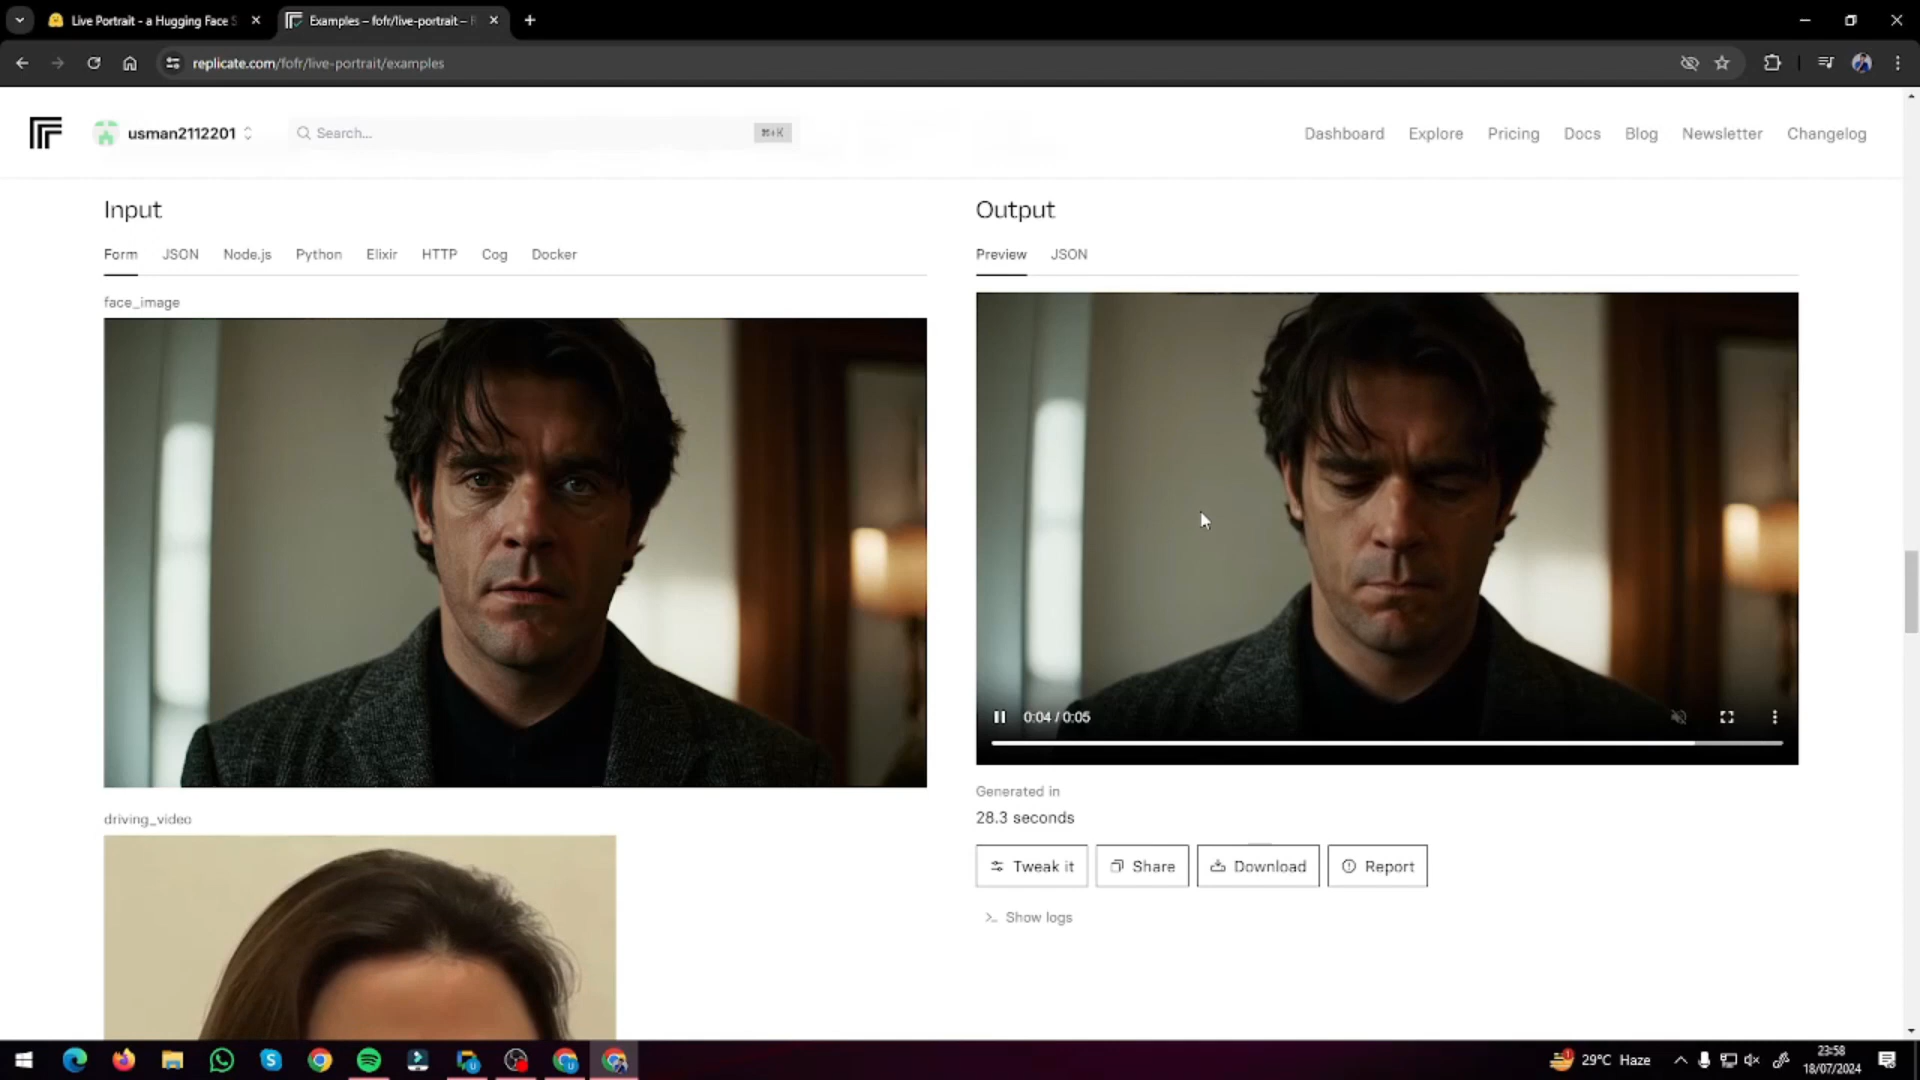 Live Portrait - a Hugging Face S
Examples – fofr/live-portrait –
replicate.com/fofr/live-portrait/examples
usman2112201
Search...
⌘+K
Dashboard
Explore
Pricing
Docs
Blog
Newsletter
Changelog
Input
Output
Form
JSON
Node.js
Python
Elixir
HTTP
Cog
Docker
Preview
JSON
face_image
0:04 / 0:05
driving_video
Generated in
28.3 seconds
Tweak it
Share
Download
Report
>_ Show logs
29°C Haze
23:58
18/07/2024